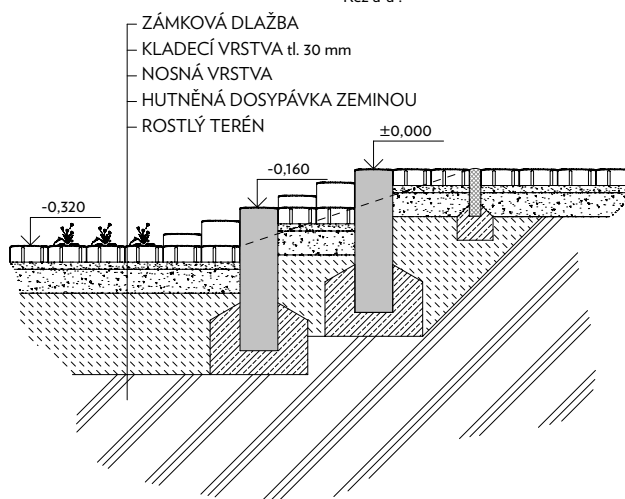 Řez a-a':
ZÁMKOVÁ DLAŽBA
KLADECÍ VRSTVA tl. 30 mm
NOSNÁ VRSTVA
HUTNĚNÁ DOSYPÁVKA ZEMINOU
ROSTLÝ TERÉN
±0,000
-0,160
-0,320